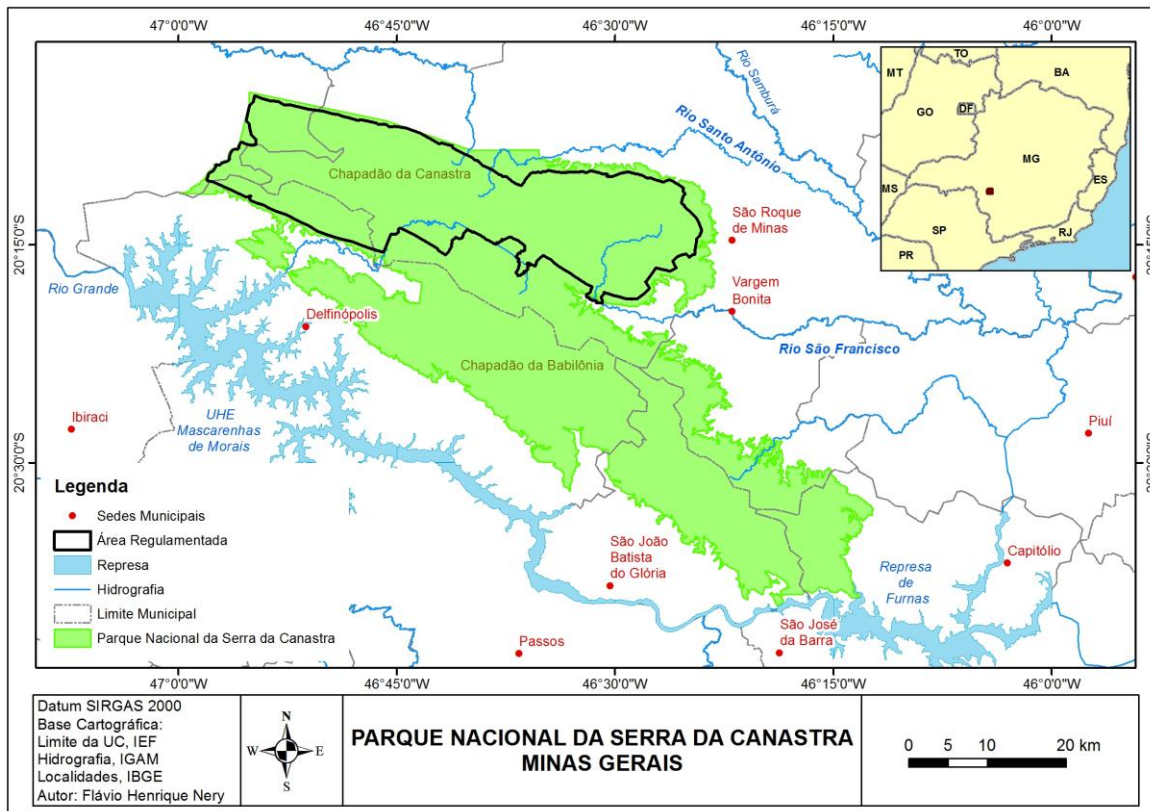 47°0'0"W
46°45'0"W
46°30'0"W
46°15'0"W
46°0'0"W
TO
MT
BA
GO
DF
MG
MS
ES
SP
RJ
PR
Rio Samburá
Rio Santo Antônio
Chapadão da Canastra
São Roque
de Minas
20°15'0"S
Rio Grande
Vargem
Bonita
Delfinópolis
Rio São Francisco
Chapadão da Babilônia
Ibiraci
UHE
Mascarenhas
de Morais
Piuí
20°30'0"S
Legenda
Sedes Municipais
Área Regulamentada
Represa
Hidrografia
Limite Municipal
Parque Nacional da Serra da Canastra
São João
Batista
do Glória
Represa
de
Furnas
Capitólio
Passos
São José
da Barra
47°0'0"W
46°45'0"W
46°30'0"W
46°15'0"W
46°0'0"W
Datum SIRGAS 2000
Base Cartográfica:
Limite da UC, IEF
Hidrografia, IGAM
Localidades, IBGE
Autor: Flávio Henrique Nery
N
W
E
S
PARQUE NACIONAL DA SERRA DA CANASTRA
MINAS GERAIS
0 5 10 20 km